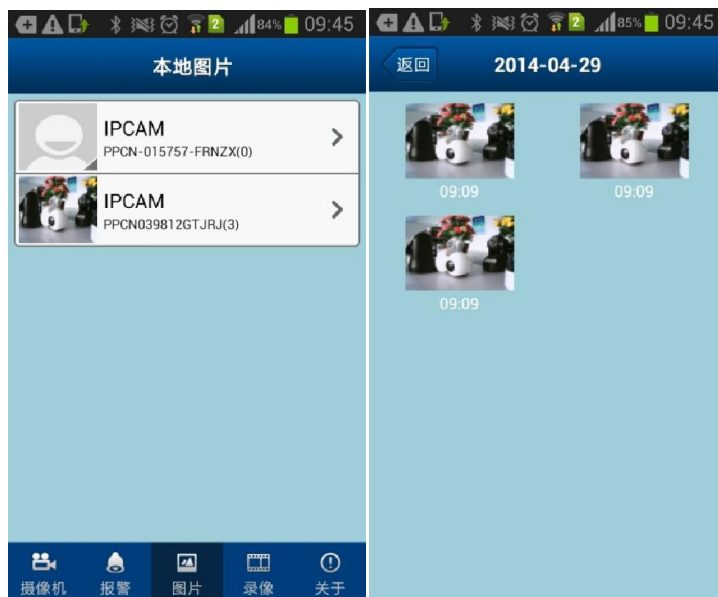 2 84% 09:45
本地图片
IPCAM
PPCN-015757-FRNZX(0)
IPCAM
PPCN039812GTJRJ(3)
摄像机 报警 图片 录像 关于
2 85% 09:45
返回 2014-04-29
09:09 09:09
09:09